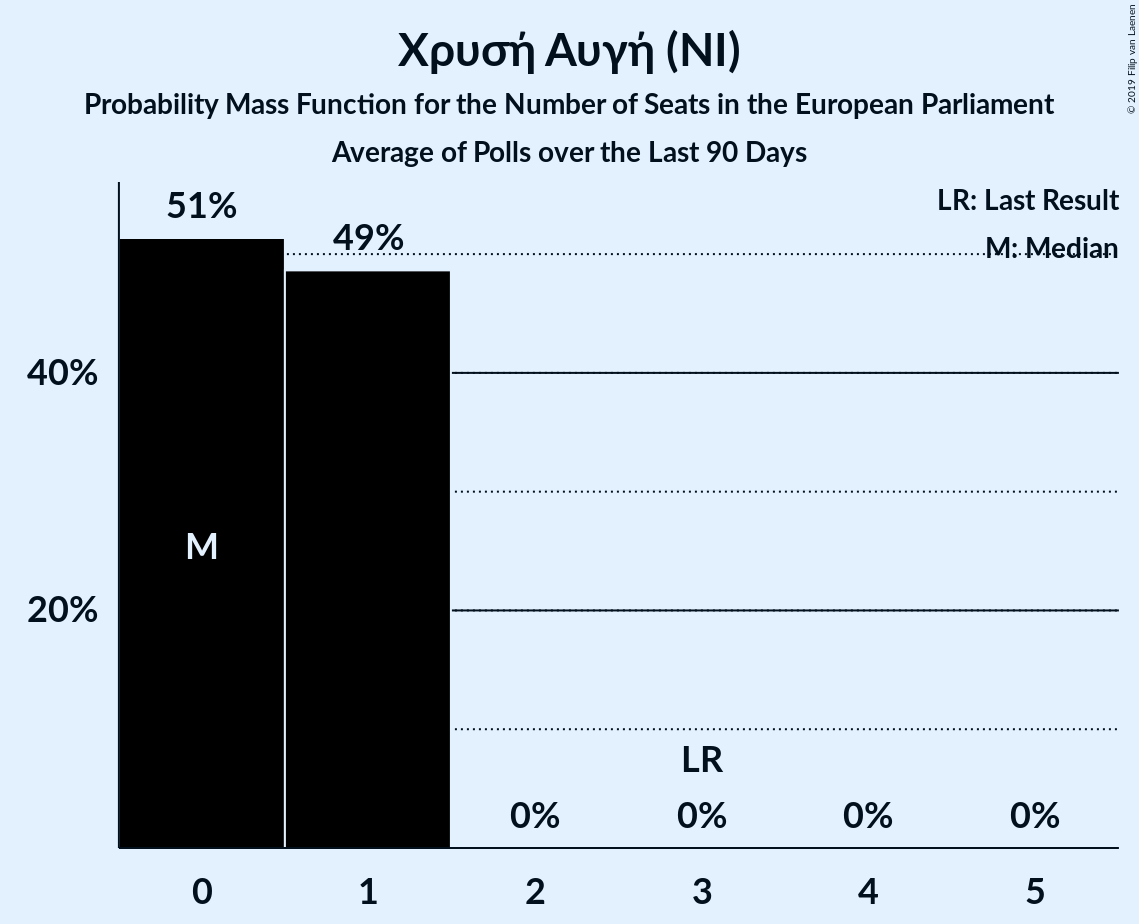 Χρυσή Αυγή (NI)
Probability Mass Function for the Number of Seats in the European Parliament
Average of Polls over the Last 90 Days
© 2019 Filip van Laenen
LR: Last Result
M: Median
51%
49%
40%
20%
M
LR
0%
0%
0%
0%
0
1
2
3
4
5